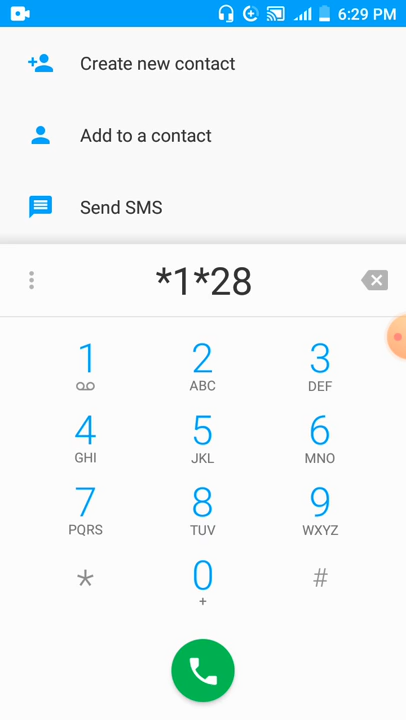 6:29 PM
Create new contact
Add to a contact
Send SMS
*1*28
1 2 3
ABC DEF
4 5 6
GHI JKL MNO
7 8 9
PQRS TUV WXYZ
* 0 #
+